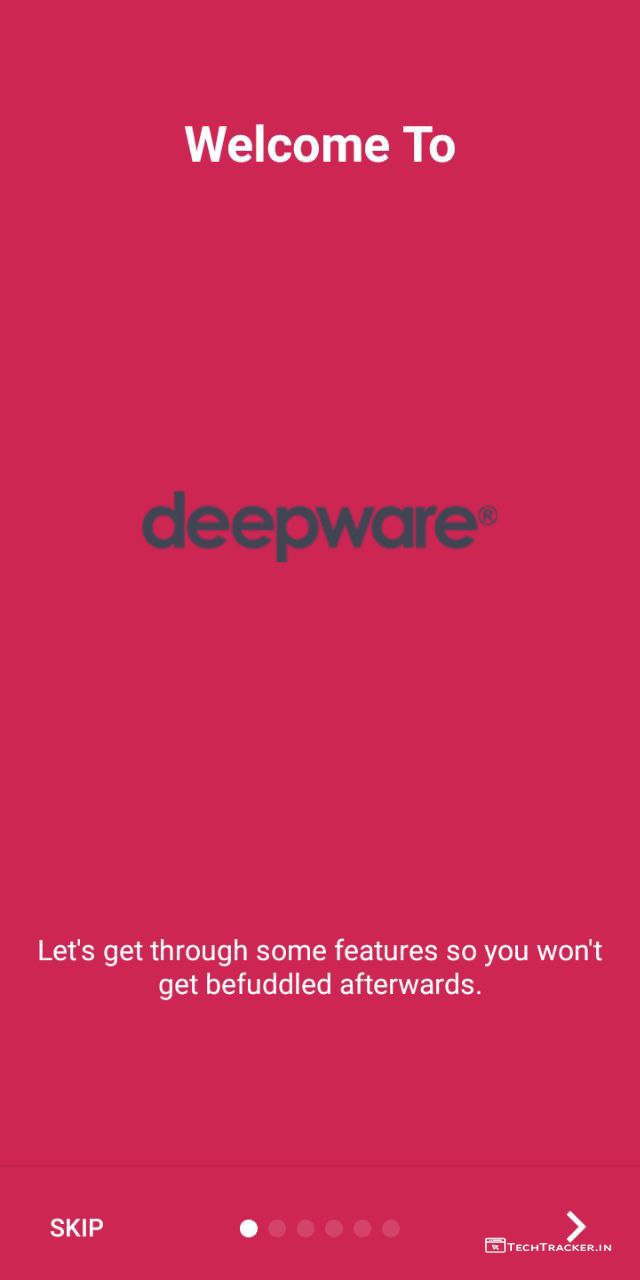 Welcome To
deepware®
Let's get through some features so you won't
get befuddled afterwards.
SKIP
TECHTRACKER.IN